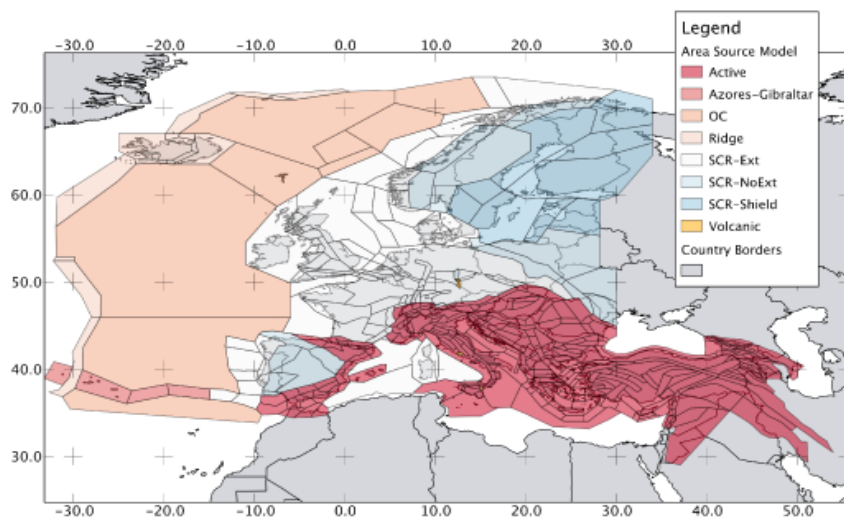 Legend
Area Source Model
Active
Azores-Gibraltar
OC
Ridge
SCR-Ext
SCR-NoExt
SCR-Shield
Volcanic
Country Borders
−30.0 −20.0 −10.0 0.0 10.0 20.0 30.0
70.0
60.0
50.0
40.0
30.0
−30.0 −20.0 −10.0 0.0 10.0 20.0 30.0 40.0 50.0